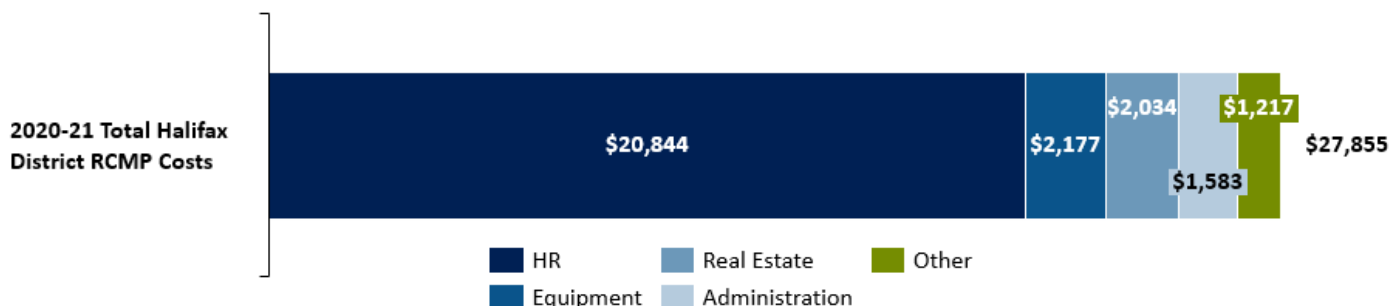 2020-21 Total Halifax
District RCMP Costs
$20,844
$2,177
$2,034
$1,583
$1,217
$27,855
HR
Real Estate
Other
Equipment
Administration